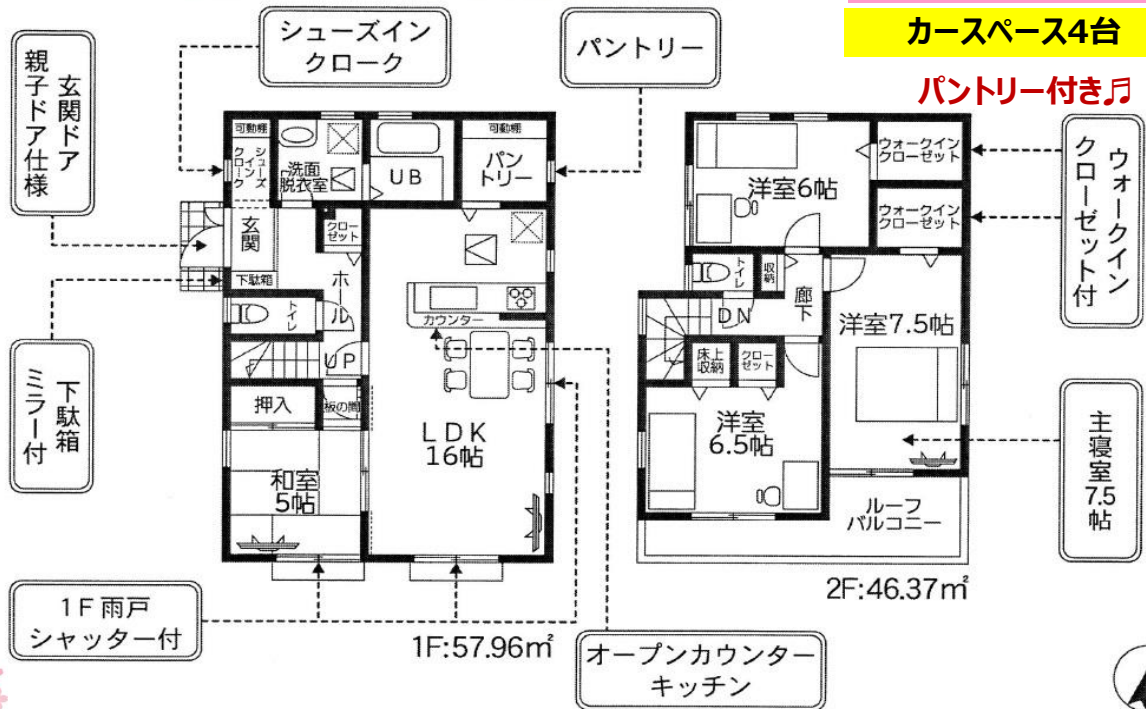 カースペース4台
パントリー付き♬
シューズイン
クローク
パントリー
玄関ドア
親子ドア仕様
ウォークイン
クローゼット付
下駄箱
ミラー付
主寝室7.5帖
1F雨戸
シャッター付
オープンカウンター
キッチン
可動棚
シューズ
イン
クローク
洗面
脱衣室
UB
可動棚
パン
トリー
玄関
クロー
ゼット
下駄箱
ホール
トイレ
カウンター
UP
押入
板の間
LDK
16帖
和室
5帖
1F:57.96㎡
洋室6帖
ウォークイン
クローゼット
ウォークイン
クローゼット
トイレ
収納
廊下
DN
洋室7.5帖
床上
収納
クロー
ゼット
洋室
6.5帖
ルーフ
バルコニー
2F:46.37㎡